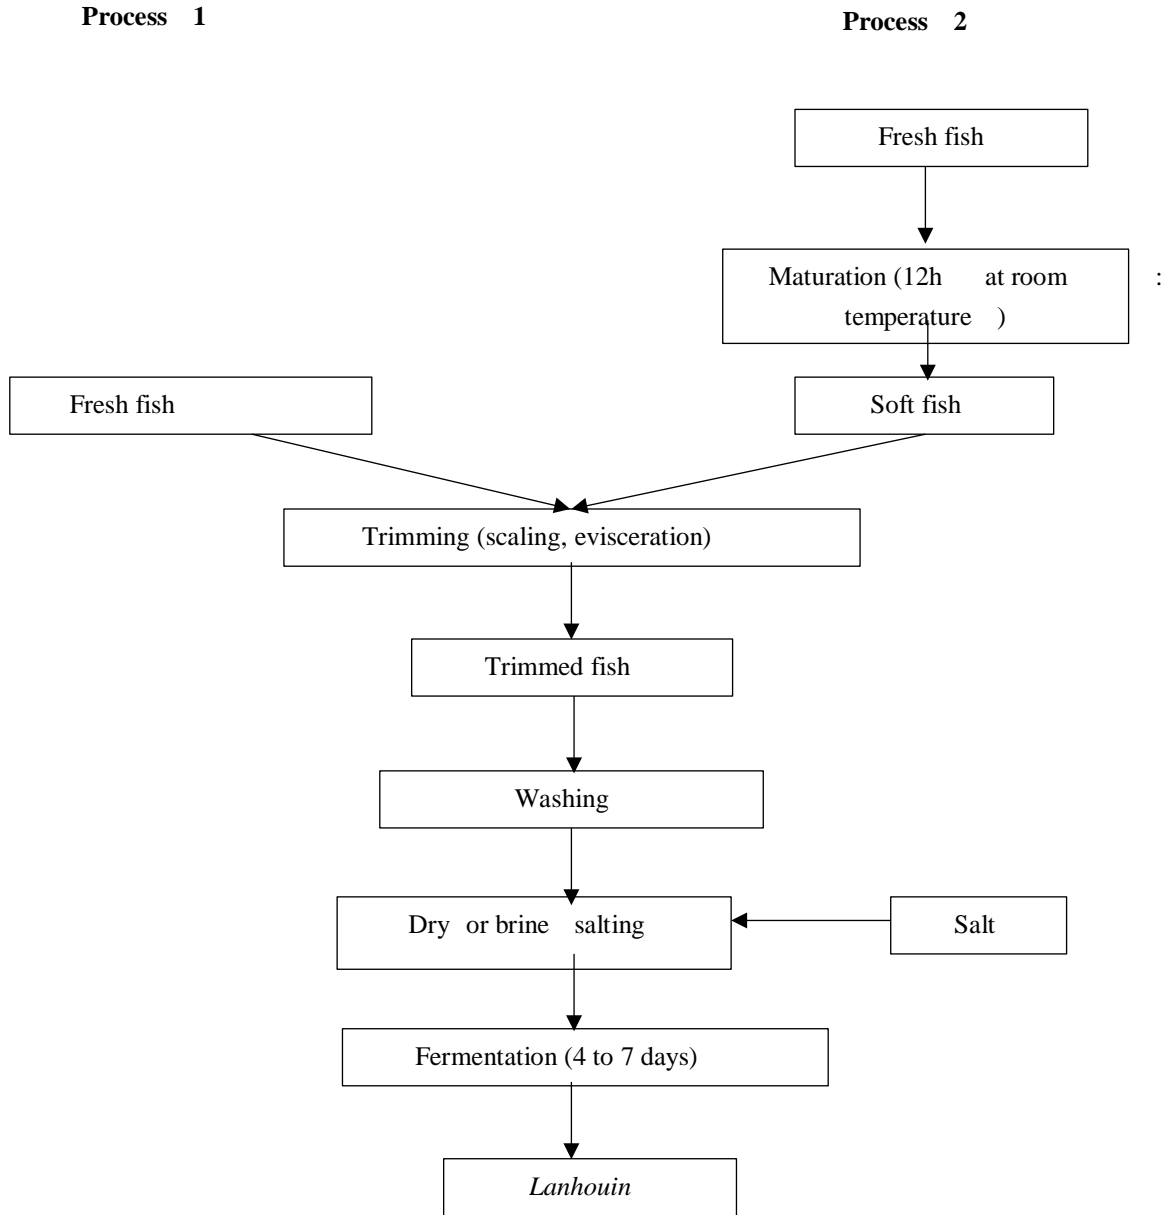 Process 1
Process 2
Fresh fish
Maturation (12h at room :
temperature )
Fresh fish
Soft fish
Trimming (scaling, evisceration)
Trimmed fish
Washing
Dry or brine salting
Salt
Fermentation (4 to 7 days)
Lanhouin